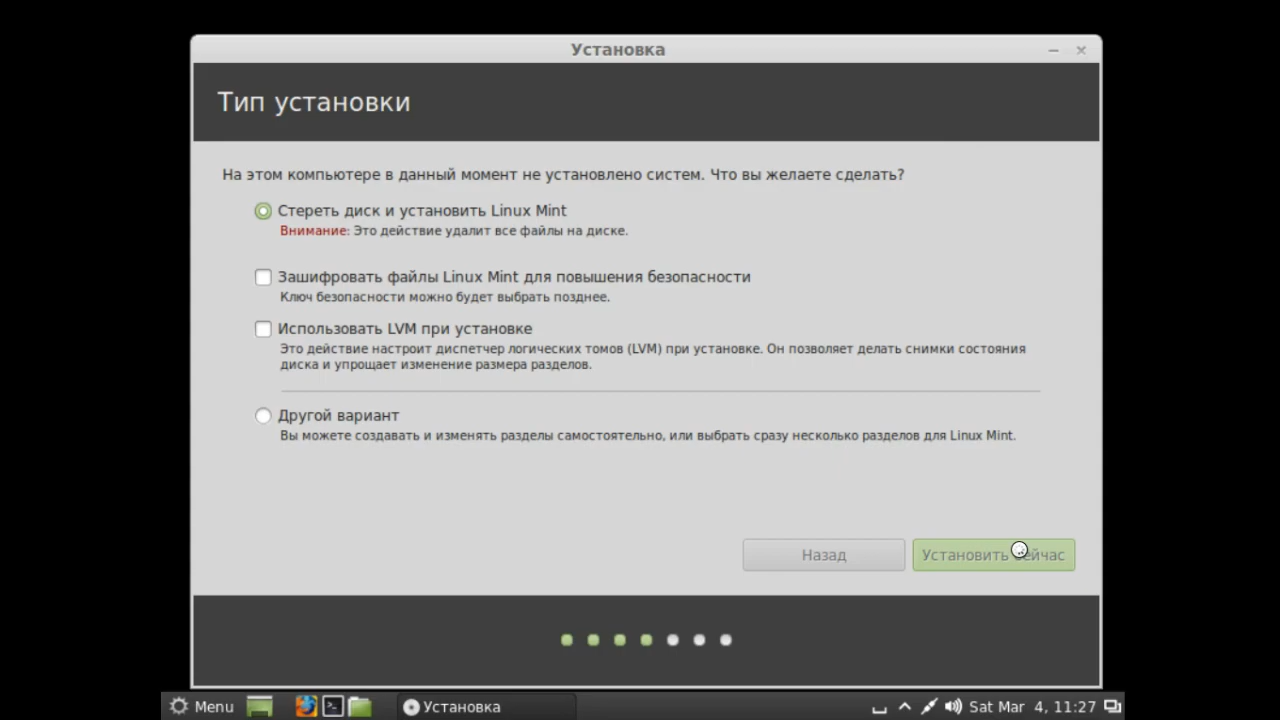 Установка
Тип установки
На этом компьютере в данный момент не установлено систем. Что вы желаете сделать?
Стереть диск и установить Linux Mint
Внимание: Это действие удалит все файлы на диске.
Зашифровать файлы Linux Mint для повышения безопасности
Ключ безопасности можно будет выбрать позднее.
Использовать LVM при установке
Это действие настроит диспетчер логических томов (LVM) при установке. Он позволяет делать снимки состояния
диска и упрощает изменение размера разделов.
Другой вариант
Вы можете создавать и изменять разделы самостоятельно, или выбрать сразу несколько разделов для Linux Mint.
Назад
Установить сейчас
Menu
Установка
Sat Mar 4, 11:27